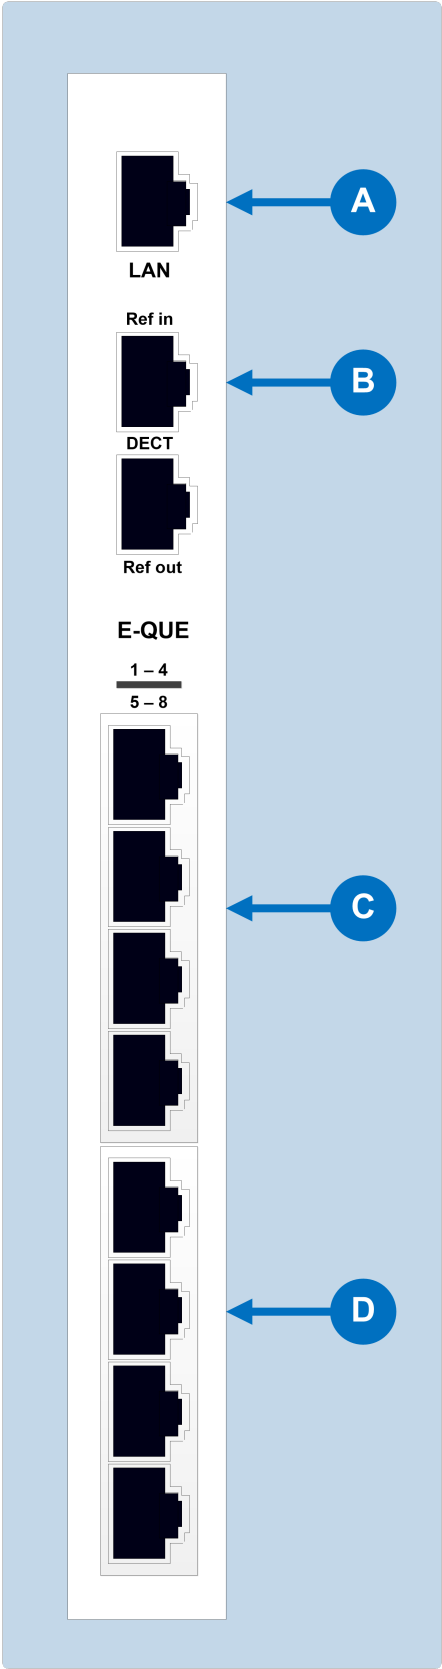 A
LAN
Ref in
B
DECT
Ref out
E-QUE
1 – 4
5 – 8
C
D